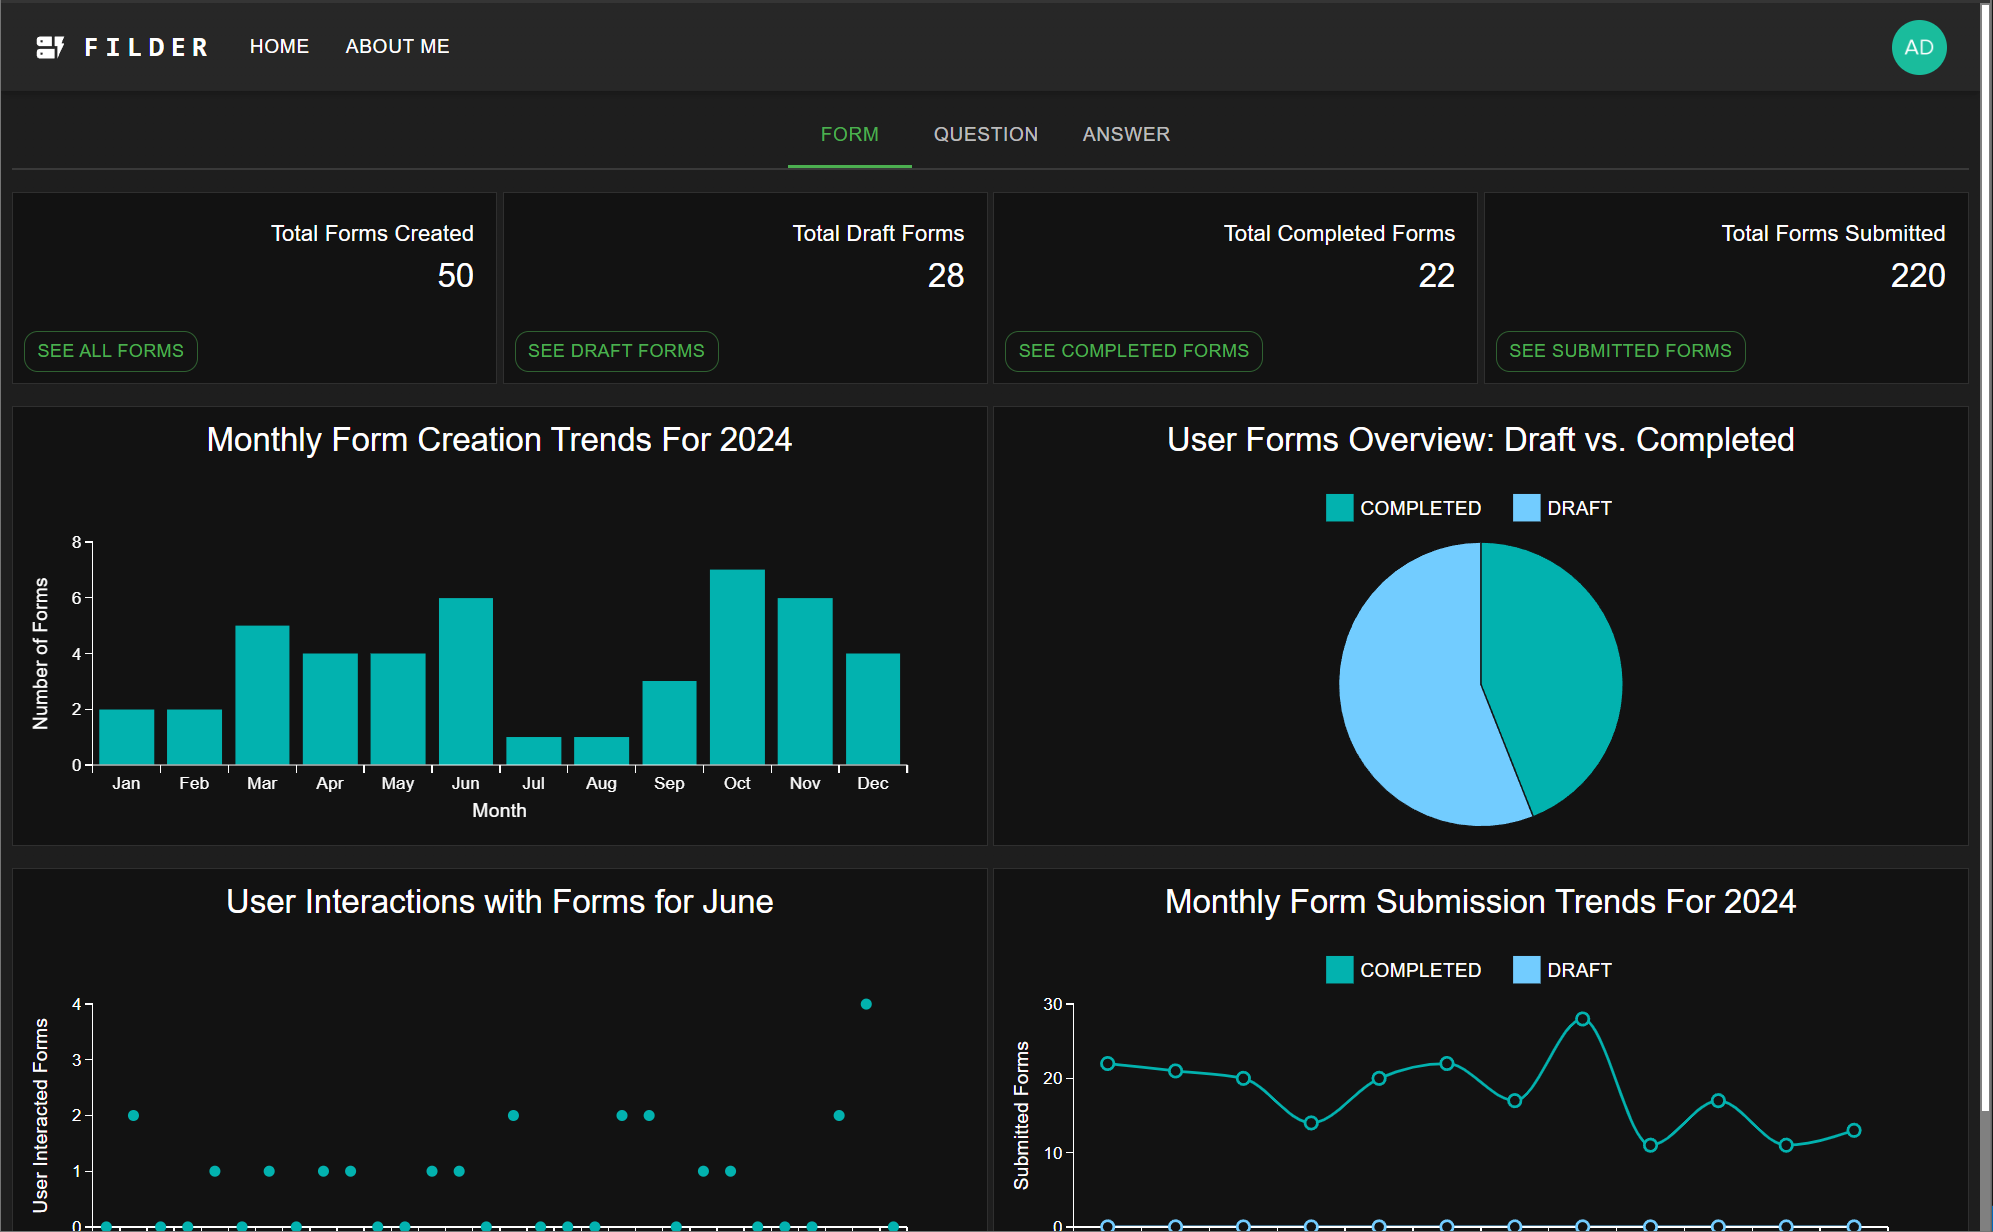 FILDER
HOME
ABOUT ME
AD
FORM
QUESTION
ANSWER
Total Forms Created
50
SEE ALL FORMS
Total Draft Forms
28
SEE DRAFT FORMS
Total Completed Forms
22
SEE COMPLETED FORMS
Total Forms Submitted
220
SEE SUBMITTED FORMS
Monthly Form Creation Trends For 2024
8
6
4
2
0
Number of Forms
Jan Feb Mar Apr May Jun Jul Aug Sep Oct Nov Dec
Month
User Forms Overview: Draft vs. Completed
COMPLETED
DRAFT
User Interactions with Forms for June
4
3
2
1
0
User Interacted Forms
Monthly Form Submission Trends For 2024
COMPLETED
DRAFT
30
20
10
0
Submitted Forms